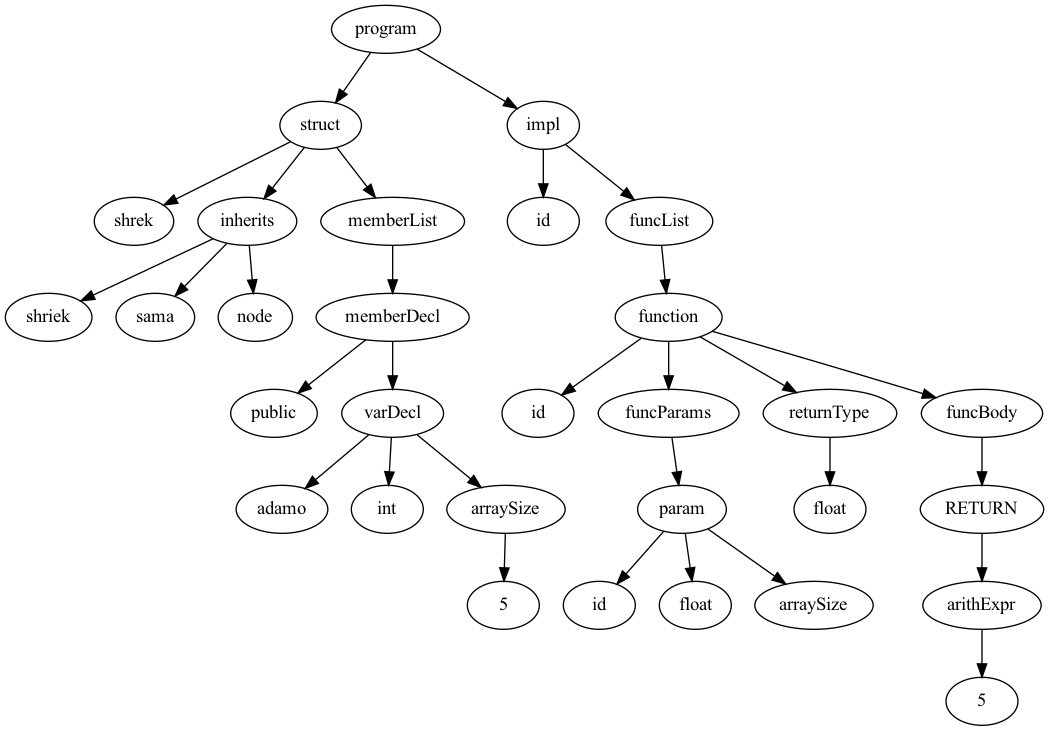 program
struct
impl
shrek
inherits
memberList
id
funcList
shriek
sama
node
memberDecl
function
public
varDecl
id
funcParams
returnType
funcBody
adamo
int
arraySize
param
float
RETURN
5
id
float
arraySize
arithExpr
5